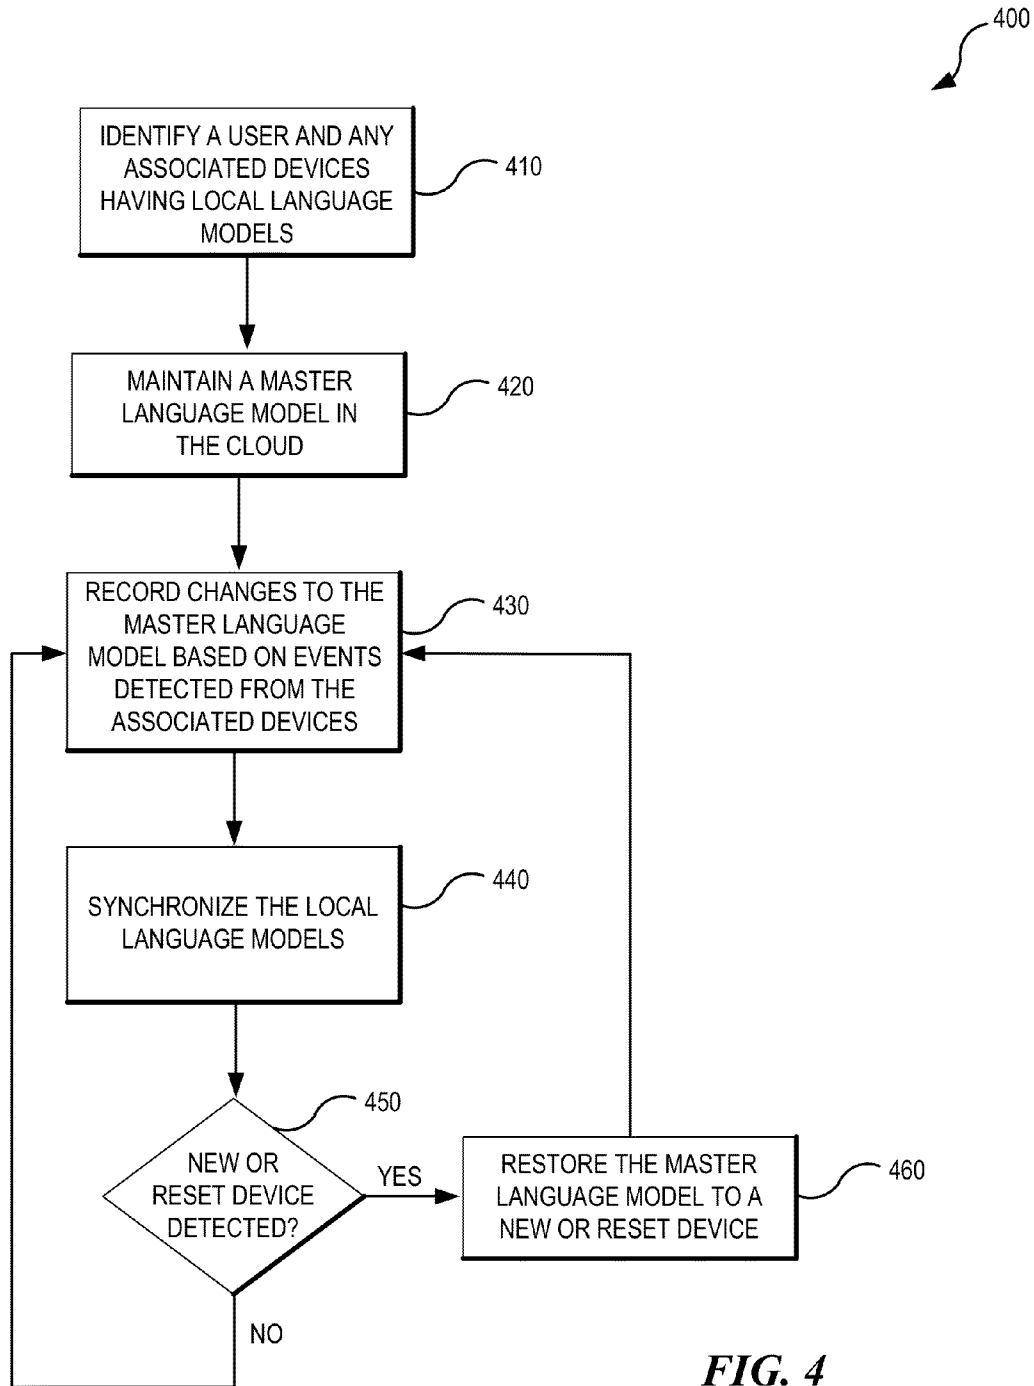 400
IDENTIFY A USER AND ANY
ASSOCIATED DEVICES
HAVING LOCAL LANGUAGE
MODELS
410
MAINTAIN A MASTER
LANGUAGE MODEL IN
THE CLOUD
420
RECORD CHANGES TO THE
MASTER LANGUAGE
MODEL BASED ON EVENTS
DETECTED FROM THE
ASSOCIATED DEVICES
430
SYNCHRONIZE THE LOCAL
LANGUAGE MODELS
440
NEW OR
RESET DEVICE
DETECTED?
450
YES
RESTORE THE MASTER
LANGUAGE MODEL TO A
NEW OR RESET DEVICE
460
NO
FIG. 4